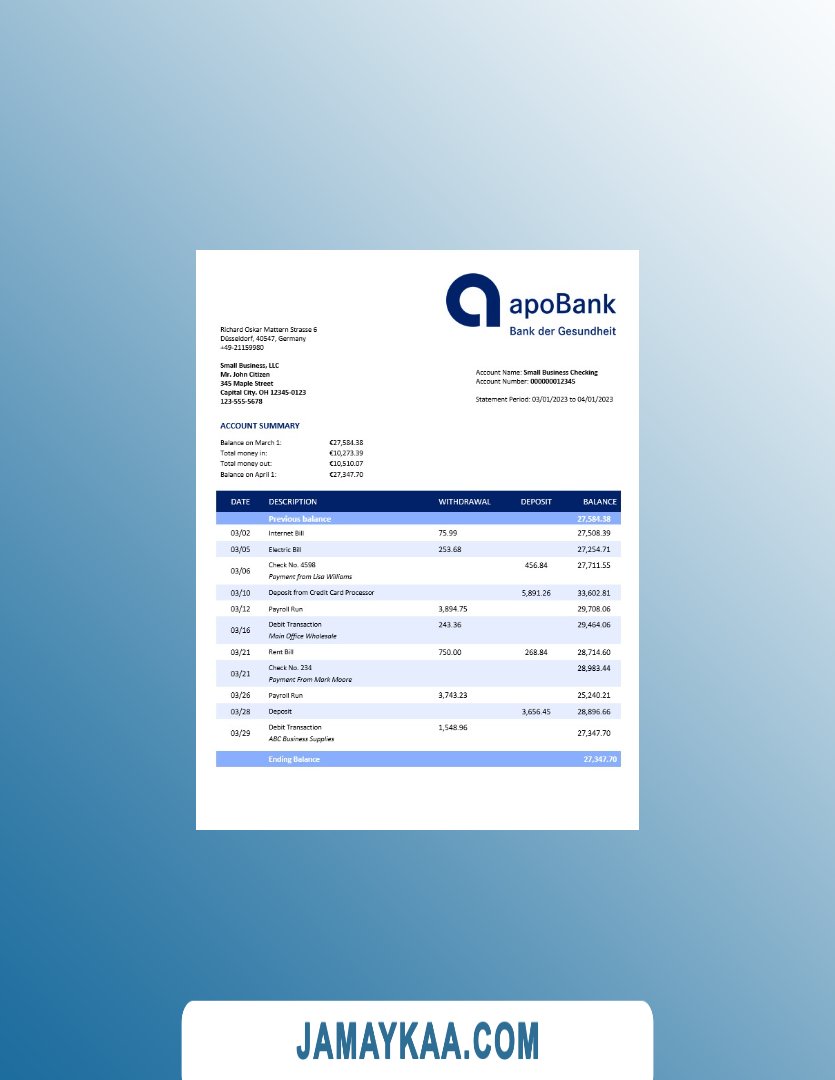 apoBank
Bank der Gesundheit
Richard Oskar Mattern Strasse 6
Düsseldorf, 40547, Germany
+49-21159980
Small Business, LLC
Mr. John Citizen
345 Maple Street
Capital City, OH 12345-0123
123-555-5678
Account Name: Small Business Checking
Account Number: 000000012345
Statement Period: 03/01/2023 to 04/01/2023
ACCOUNT SUMMARY
Balance on March 1: €27,584.38
Total money in: €10,273.39
Total money out: €10,510.07
Balance on April 1: €27,347.70
DATE DESCRIPTION WITHDRAWAL DEPOSIT BALANCE
Previous balance 27,584.38
03/02 Internet Bill 75.99 27,508.39
03/05 Electric Bill 253.68 27,254.71
03/06 Check No. 4598 456.84 27,711.55
Payment from Lisa Williams
03/10 Deposit from Credit Card Processor 5,891.26 33,602.81
03/12 Payroll Run 3,894.75 29,708.06
03/16 Debit Transaction 243.36 29,464.06
Main Office Wholesale
03/21 Rent Bill 750.00 268.84 28,714.60
03/21 Check No. 234 28,983.44
Payment From Mark Moore
03/26 Payroll Run 3,743.23 25,240.21
03/28 Deposit 3,656.45 28,896.66
03/29 Debit Transaction 1,548.96 27,347.70
ABC Business Supplies
Ending Balance 27,347.70
JAMAYKAA.COM